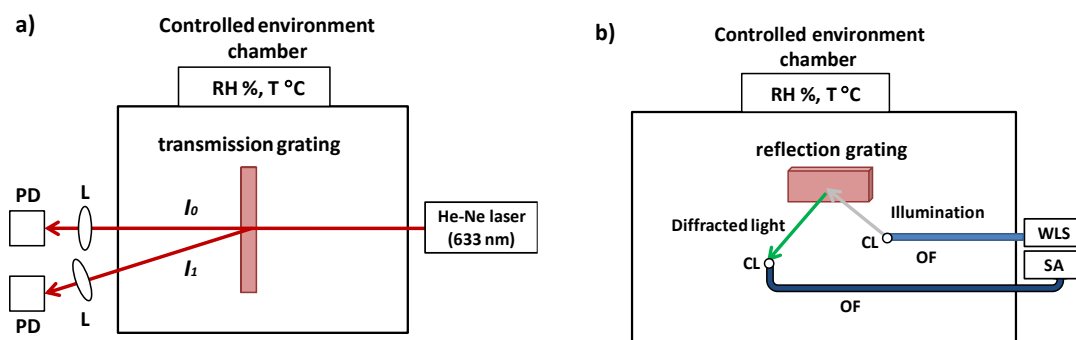 a)
Controlled environment
chamber
RH %, T °C
transmission grating
PD
L
I0
He-Ne laser
(633 nm)
I1
PD
L
b)
Controlled environment
chamber
RH %, T °C
reflection grating
Diffracted light
Illumination
CL
OF
WLS
SA
CL
OF